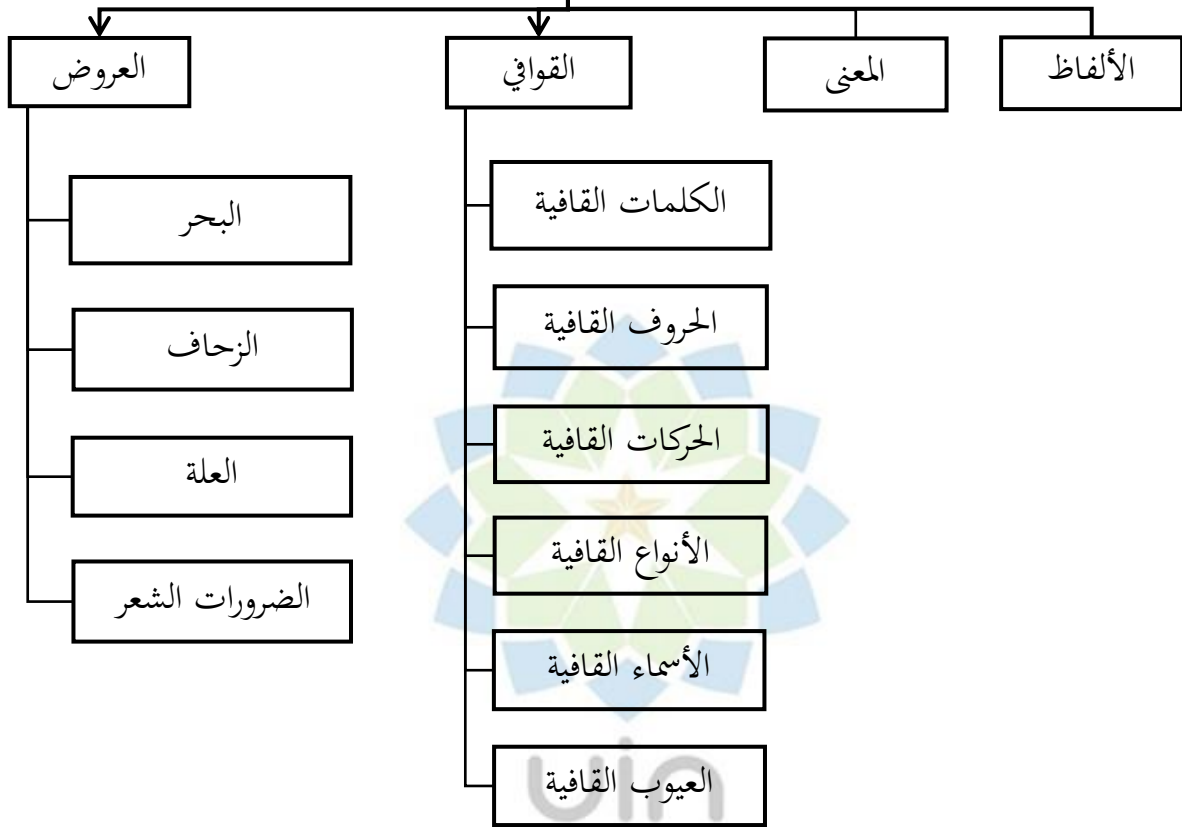 الألفاظ
المعنى
القوافي
العروض
الكلمات القافية
الحروف القافية
الحركات القافية
الأنواع القافية
الأسماء القافية
العيوب القافية
البحر
الزحاف
العلة
الضرورات الشعر
uin